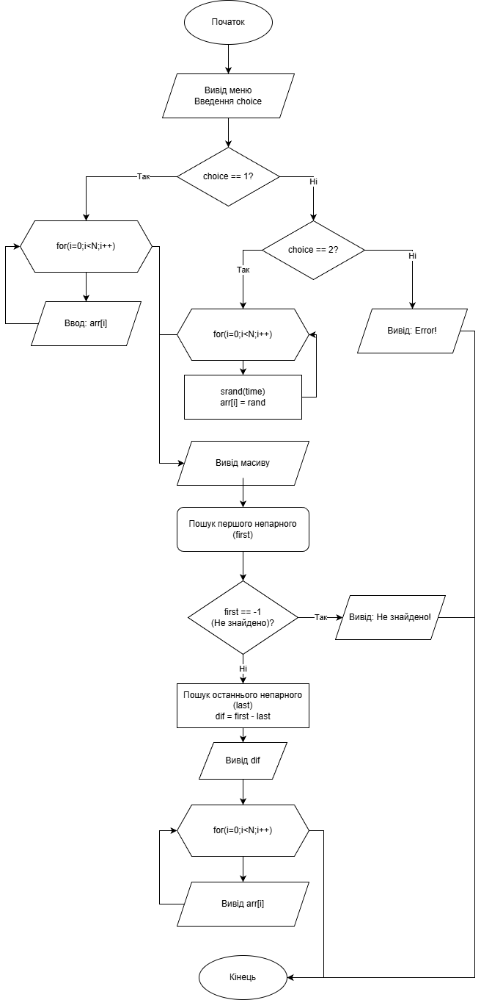 Початок
Вивід меню
Введення choice
choice == 1?
Так
Ні
for(i=0;i<N;i++)
choice == 2?
Так
Ні
Ввод: arr[i]
for(i=0;i<N;i++)
Вивід: Error!
srand(time)
arr[i] = rand
Вивід масиву
Пошук першого непарного
(first)
first == -1
(Не знайдено)?
Так
Вивід: Не знайдено!
Ні
Пошук останнього непарного
(last)
dif = first - last
Вивід dif
for(i=0;i<N;i++)
Вивід arr[i]
Кінець